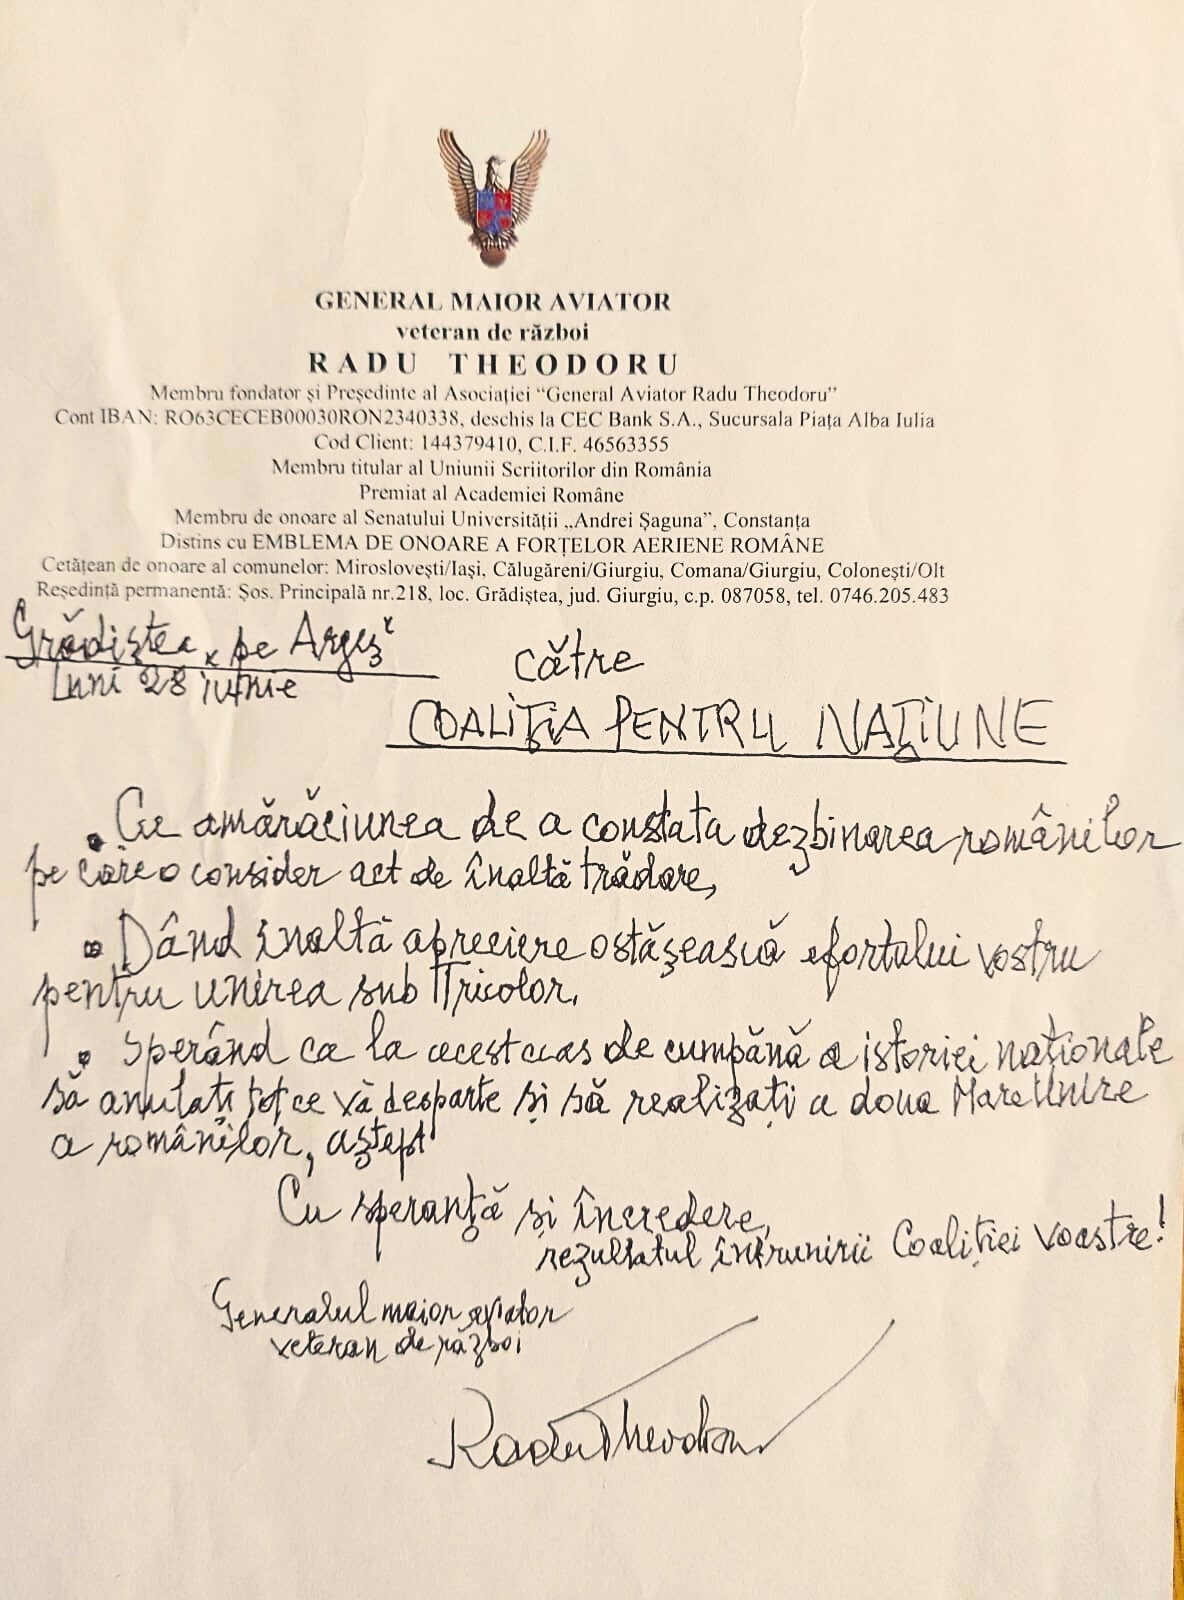 GENERAL MAIOR AVIATOR
veteran de război
RADU THEODORU
Membru fondator și Președinte al Asociației “General Aviator Radu Theodoru”
Cont IBAN: RO63CECEB00030RON2340338, deschis la CEC Bank S.A., Sucursala Piața Alba Iulia
Cod Client: 144379410, C.I.F. 46563355
Membru titular al Uniunii Scriitorilor din România
Premiat al Academiei Române
Membru de onoare al Senatului Universității „Andrei Șaguna”, Constanța
Distins cu EMBLEMA DE ONOARE A FORȚELOR AERIENE ROMÂNE
Cetățean de onoare al comunelor: Miroslovești/Iași, Călugăreni/Giurgiu, Comana/Giurgiu, Colonești/Olt
Reședință permanentă: Șos. Principală nr.218, loc. Grădiștea, jud. Giurgiu, c.p. 087058, tel. 0746.205.483
Grădiștea pe Argeș
Luni 28 iunie
către
COALIȚIA PENTRU NAȚIUNE
• Cu amărăciunea de a constata dezbinarea românilor
pe care o consider act de înaltă trădare,
• Dând înaltă apreciere ostășească efortului vostru
pentru unirea sub Tricolor.
• Sperând ca la acest ceas de cumpănă a istoriei naționale
să anulați tot ce vă desparte și să realizați a doua Mare Unire
a românilor, aștept
Cu speranță și încredere,
rezultatul întrunirii Coaliției voastre!
Generalul maior aviator
veteran de război
Radu Theodoru